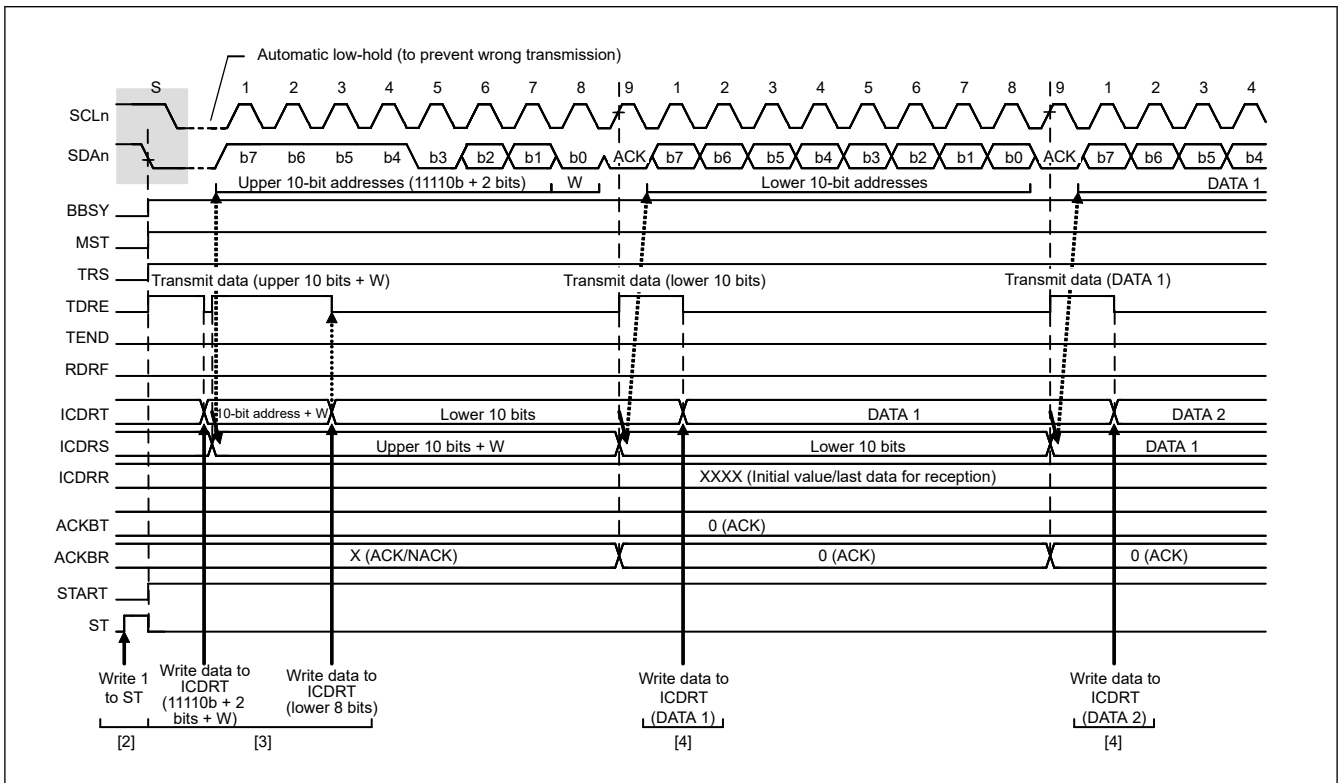 Automatic low-hold (to prevent wrong transmission)
S 1 2 3 4 5 6 7 8 9 1 2 3 4 5 6 7 8 9 1 2 3 4
SCLn
SDAn b7 b6 b5 b4 b3 b2 b1 b0 ACK b7 b6 b5 b4 b3 b2 b1 b0 ACK b7 b6 b5 b4
Upper 10-bit addresses (11110b + 2 bits) W Lower 10-bit addresses DATA 1
BBSY
MST
TRS
Transmit data (upper 10 bits + W) Transmit data (lower 10 bits) Transmit data (DATA 1)
TDRE
TEND
RDRF
ICDRT 10-bit address + W Lower 10 bits DATA 1 DATA 2
ICDRS Upper 10 bits + W Lower 10 bits DATA 1
ICDRR XXXX (Initial value/last data for reception)
ACKBT 0 (ACK)
ACKBR X (ACK/NACK) 0 (ACK) 0 (ACK)
START
ST
Write 1
to ST
Write data to
ICDRT
(11110b + 2
bits + W)
Write data to
ICDRT
(lower 8 bits)
Write data to
ICDRT
(DATA 1)
Write data to
ICDRT
(DATA 2)
[2] [3] [4] [4]